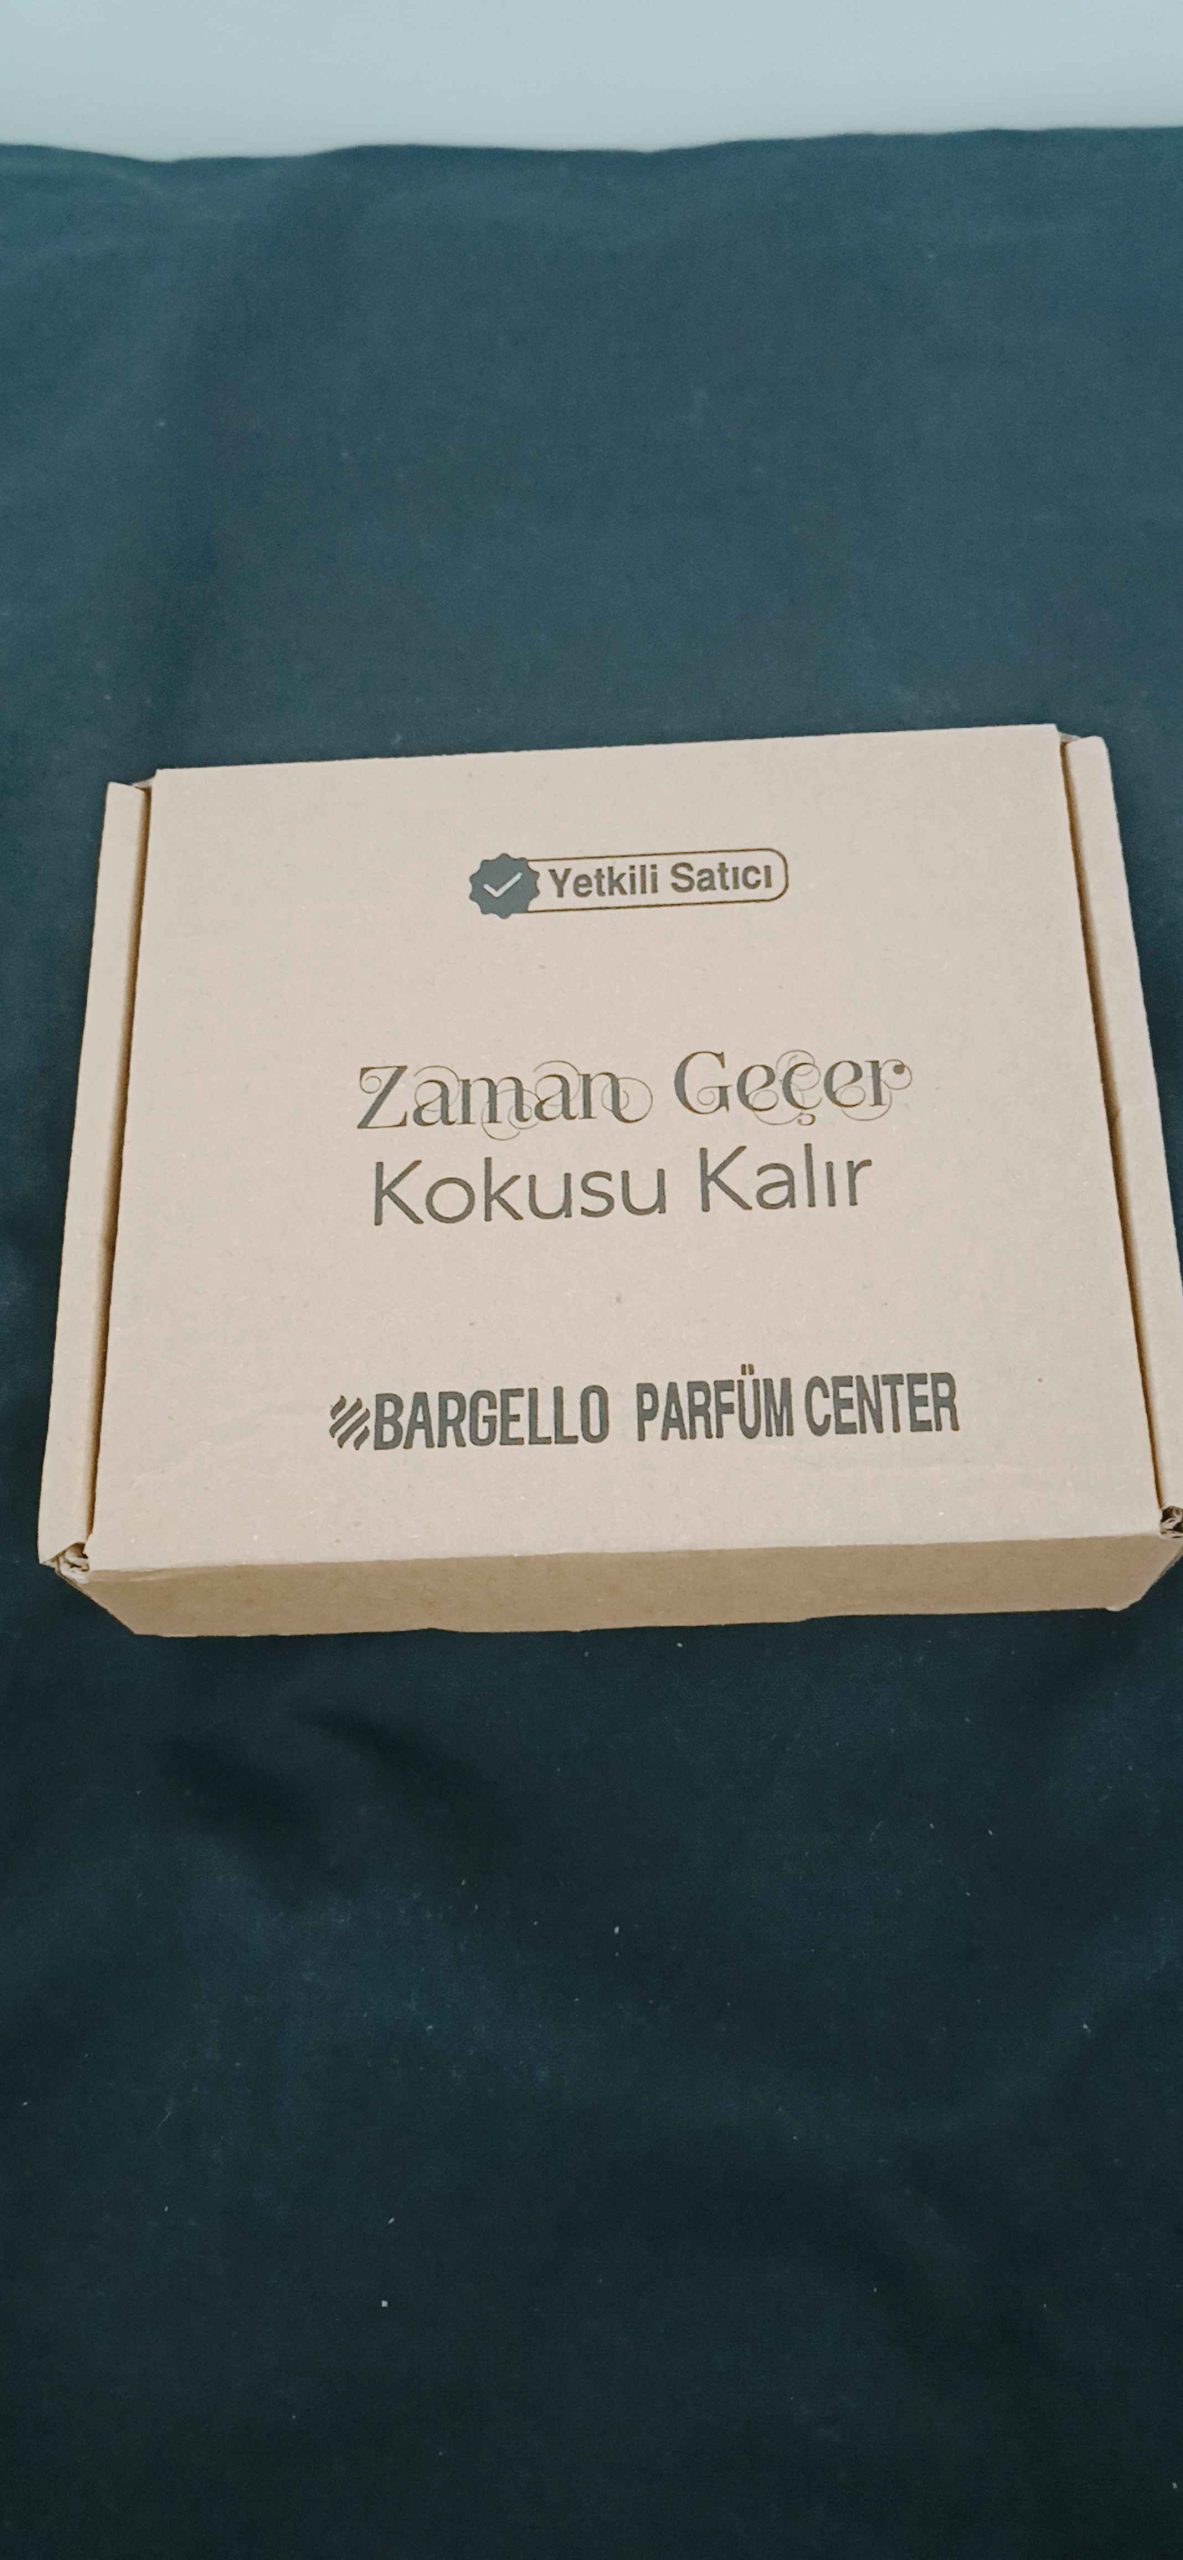 Yetkili Satıcı
Zaman Geçer
Kokusu Kalır
BARGELLO PARFÜM CENTER